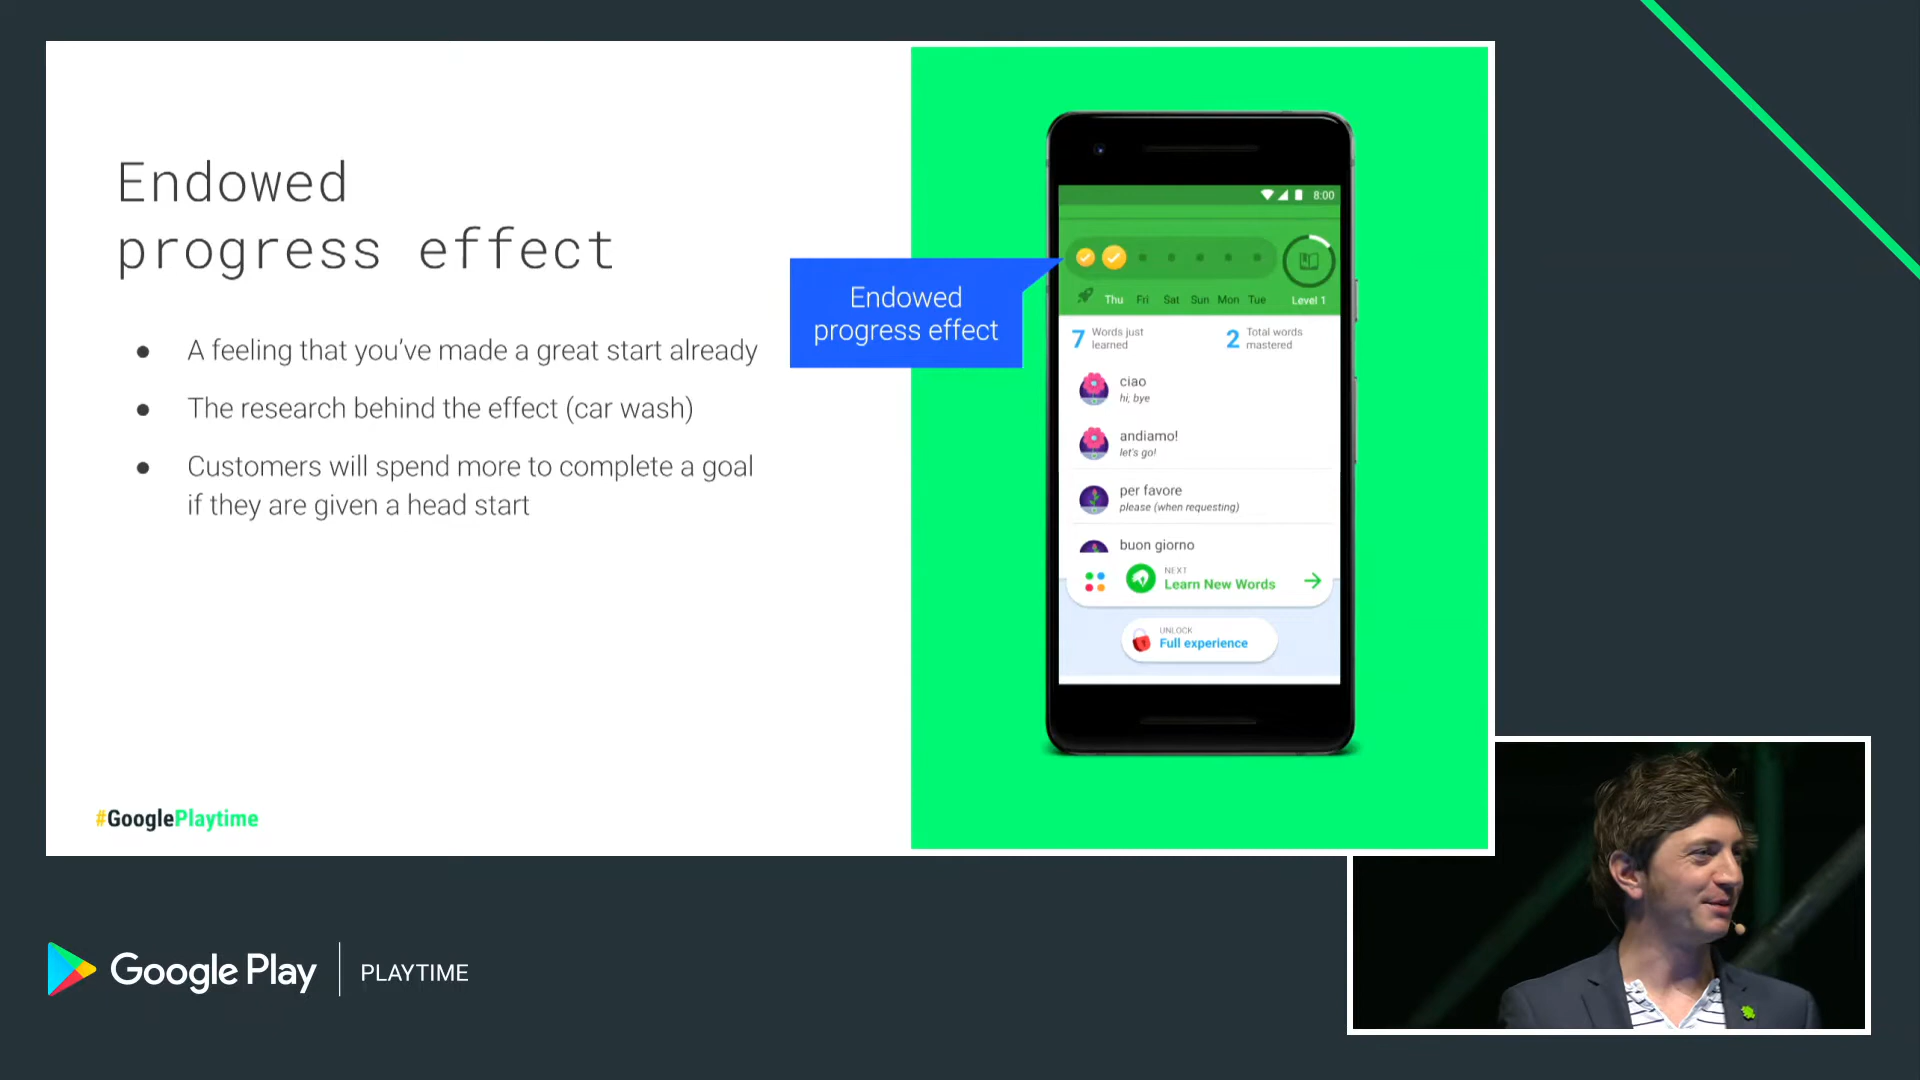 Endowed
progress effect
● A feeling that you’ve made a great start already
● The research behind the effect (car wash)
● Customers will spend more to complete a goal
if they are given a head start
#GooglePlaytime
Endowed
progress effect
8:00
Thu Fri Sat Sun Mon Tue
Level 1
7 Words just
learned
2 Total words
mastered
ciao
hi; bye
andiamo!
let's go!
per favore
please (when requesting)
buon giorno
NEXT
Learn New Words
UNLOCK
Full experience
Google Play | PLAYTIME